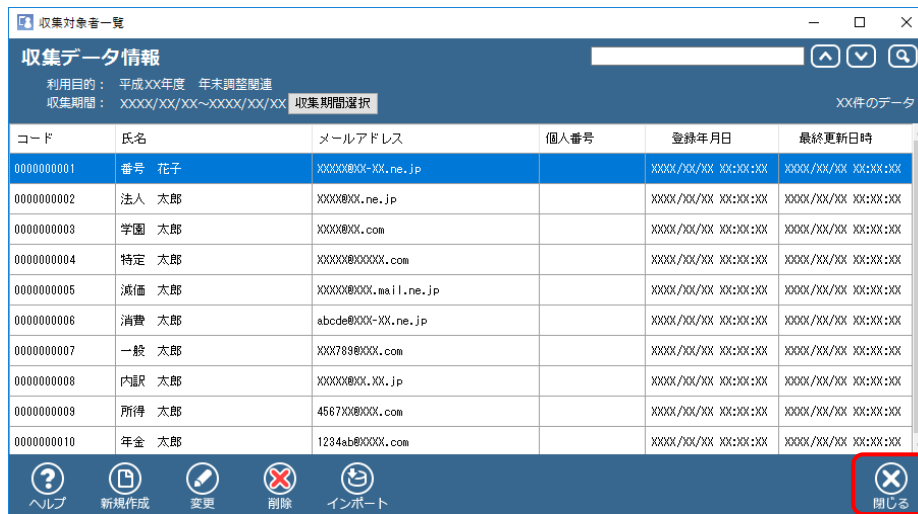 収集対象者一覧
収集データ情報
利用目的： 平成XX年度 年末調整関連
収集期間： XXXX/XX/XX～XXXX/XX/XX 収集期間選択 XX件のデータ
コード 氏名 メールアドレス 個人番号 登録年月日 最終更新日時
0000000001 番号 花子 XXXXX@XX-XX.ne.jp XXXX/XX/XX XX:XX:XX XXXX/XX/XX XX:XX:XX
0000000002 法人 太郎 XXXX@XX.ne.jp XXXX/XX/XX XX:XX:XX XXXX/XX/XX XX:XX:XX
0000000003 学園 太郎 XXXX@XX.com XXXX/XX/XX XX:XX:XX XXXX/XX/XX XX:XX:XX
0000000004 特定 太郎 XXXXX@XXXXX.com XXXX/XX/XX XX:XX:XX XXXX/XX/XX XX:XX:XX
0000000005 減価 太郎 XXXXX@XXX.mail.ne.jp XXXX/XX/XX XX:XX:XX XXXX/XX/XX XX:XX:XX
0000000006 消費 太郎 abcde@XXX-XX.ne.jp XXXX/XX/XX XX:XX:XX XXXX/XX/XX XX:XX:XX
0000000007 一般 太郎 XXX789@XXX.com XXXX/XX/XX XX:XX:XX XXXX/XX/XX XX:XX:XX
0000000008 内訳 太郎 XXXXX@XX.XX.jp XXXX/XX/XX XX:XX:XX XXXX/XX/XX XX:XX:XX
0000000009 所得 太郎 4567XX@XXX.com XXXX/XX/XX XX:XX:XX XXXX/XX/XX XX:XX:XX
0000000010 年金 太郎 1234ab@XXXX.com XXXX/XX/XX XX:XX:XX XXXX/XX/XX XX:XX:XX
ヘルプ 新規作成 変更 削除 インポート 閉じる